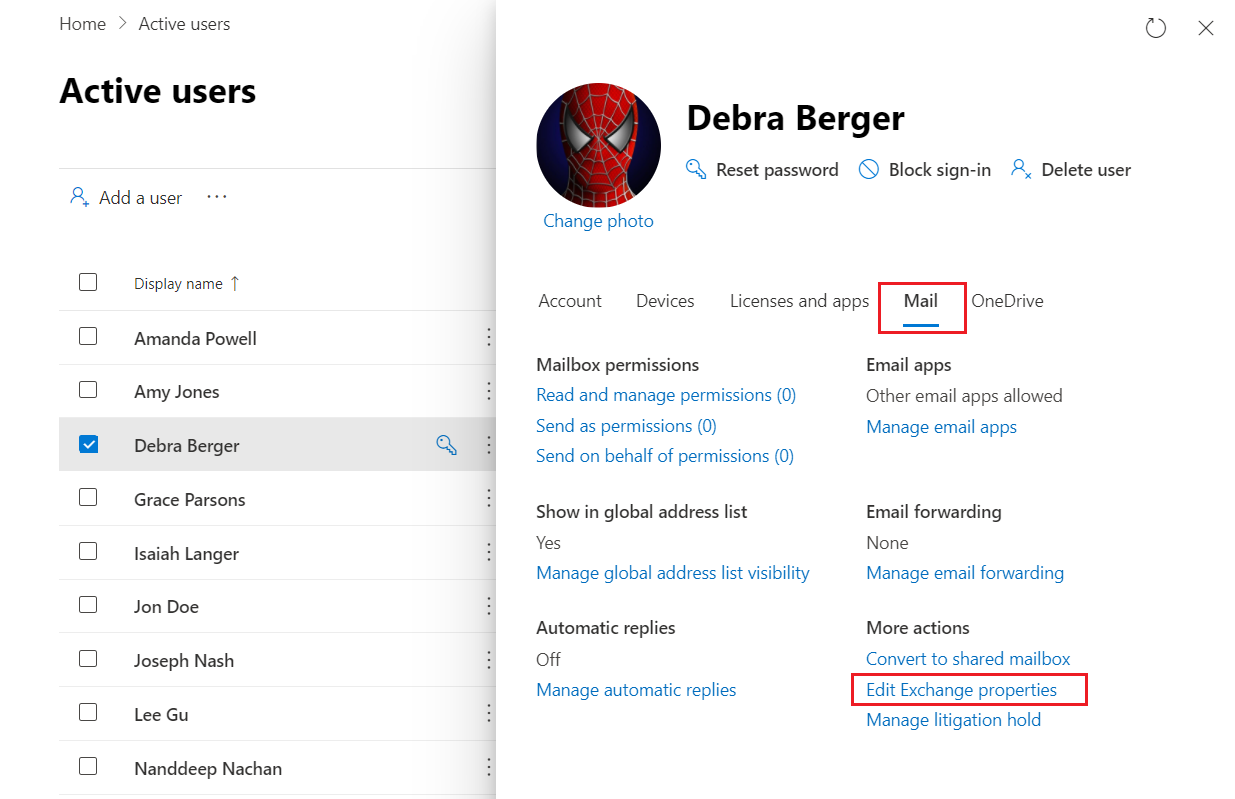 Home > Active users
Active users
Add a user ...
Display name ↑
Amanda Powell
Amy Jones
Debra Berger
Grace Parsons
Isaiah Langer
Jon Doe
Joseph Nash
Lee Gu
Nanddeep Nachan
Debra Berger
Reset password Block sign-in Delete user
Change photo
Account Devices Licenses and apps Mail OneDrive
Mailbox permissions
Read and manage permissions (0)
Send as permissions (0)
Send on behalf of permissions (0)
Email apps
Other email apps allowed
Manage email apps
Show in global address list
Yes
Manage global address list visibility
Email forwarding
None
Manage email forwarding
Automatic replies
Off
Manage automatic replies
More actions
Convert to shared mailbox
Edit Exchange properties
Manage litigation hold